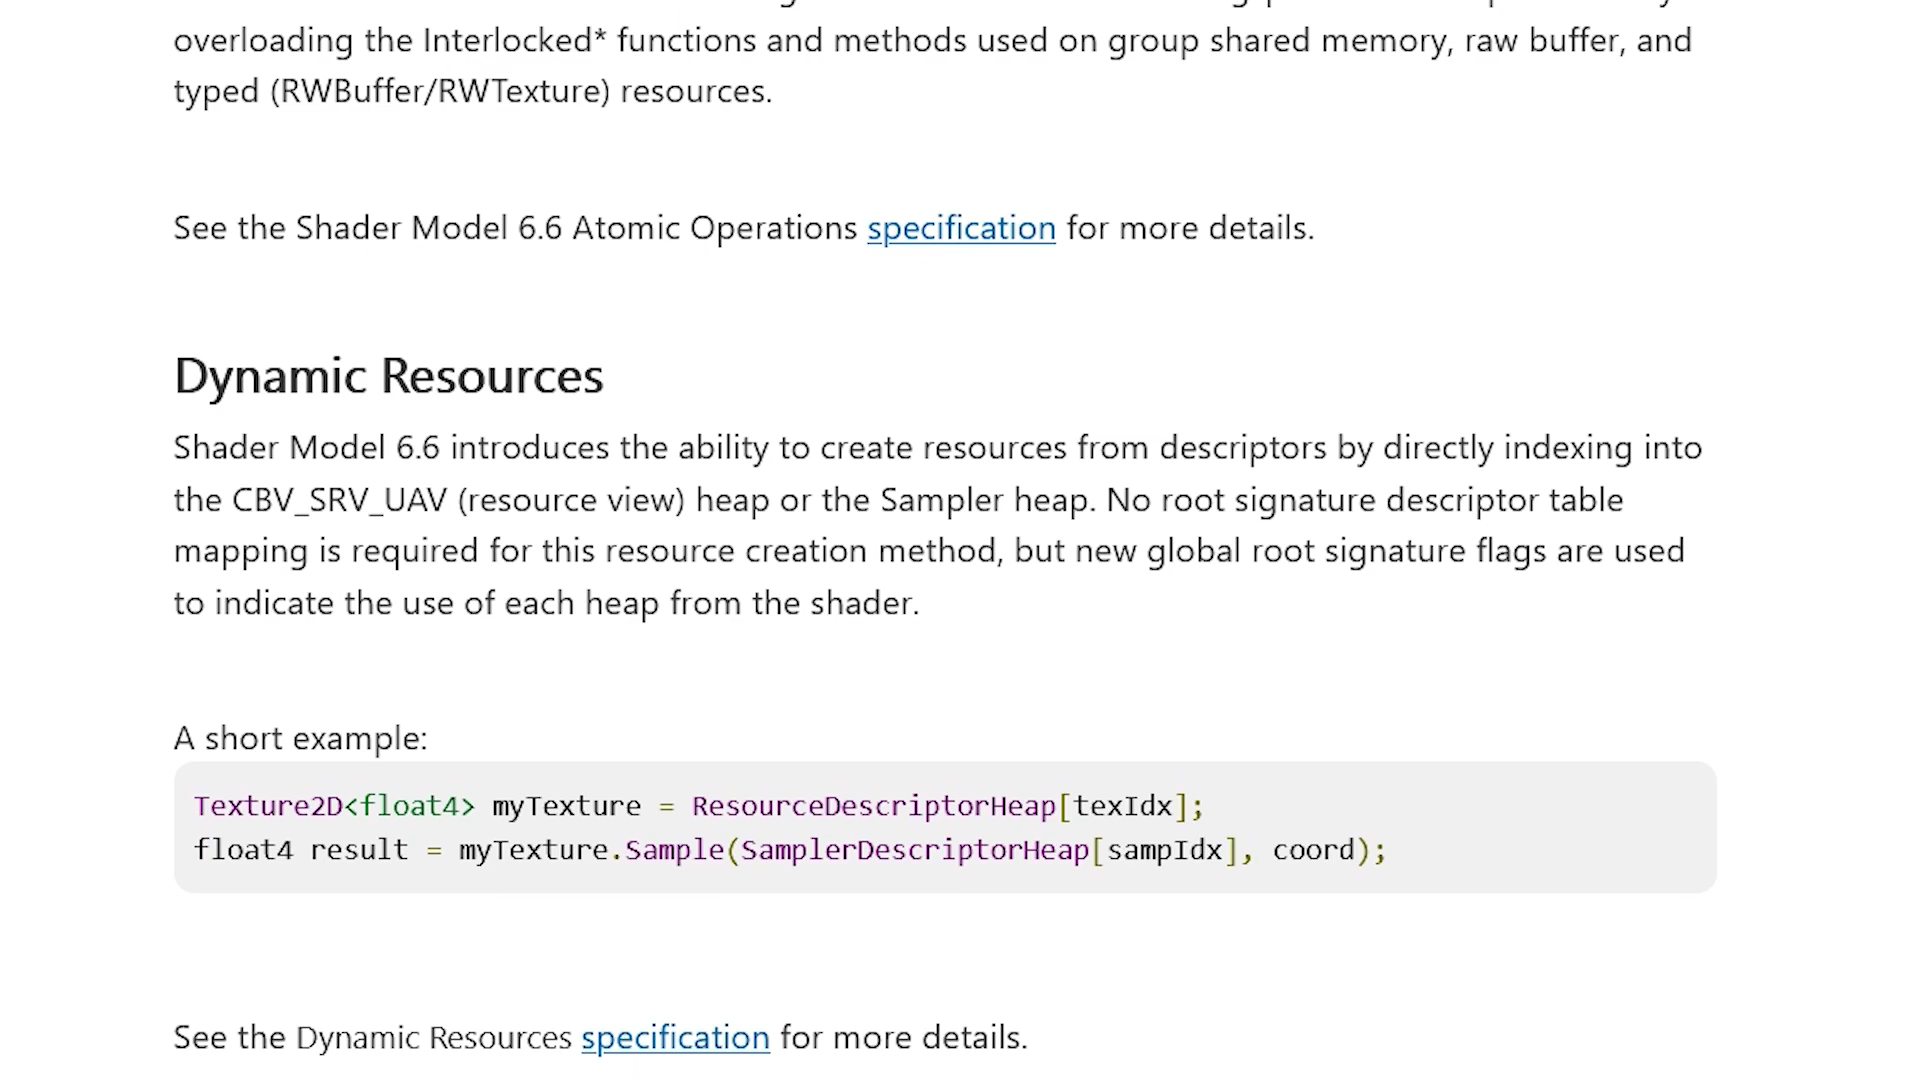 overloading the Interlocked* functions and methods used on group shared memory, raw buffer, and
typed (RWBuffer/RWTexture) resources.
See the Shader Model 6.6 Atomic Operations specification for more details.
Dynamic Resources
Shader Model 6.6 introduces the ability to create resources from descriptors by directly indexing into
the CBV_SRV_UAV (resource view) heap or the Sampler heap. No root signature descriptor table
mapping is required for this resource creation method, but new global root signature flags are used
to indicate the use of each heap from the shader.
A short example:
Texture2D<float4> myTexture = ResourceDescriptorHeap[texIdx];
float4 result = myTexture.Sample(SamplerDescriptorHeap[sampIdx], coord);
See the Dynamic Resources specification for more details.